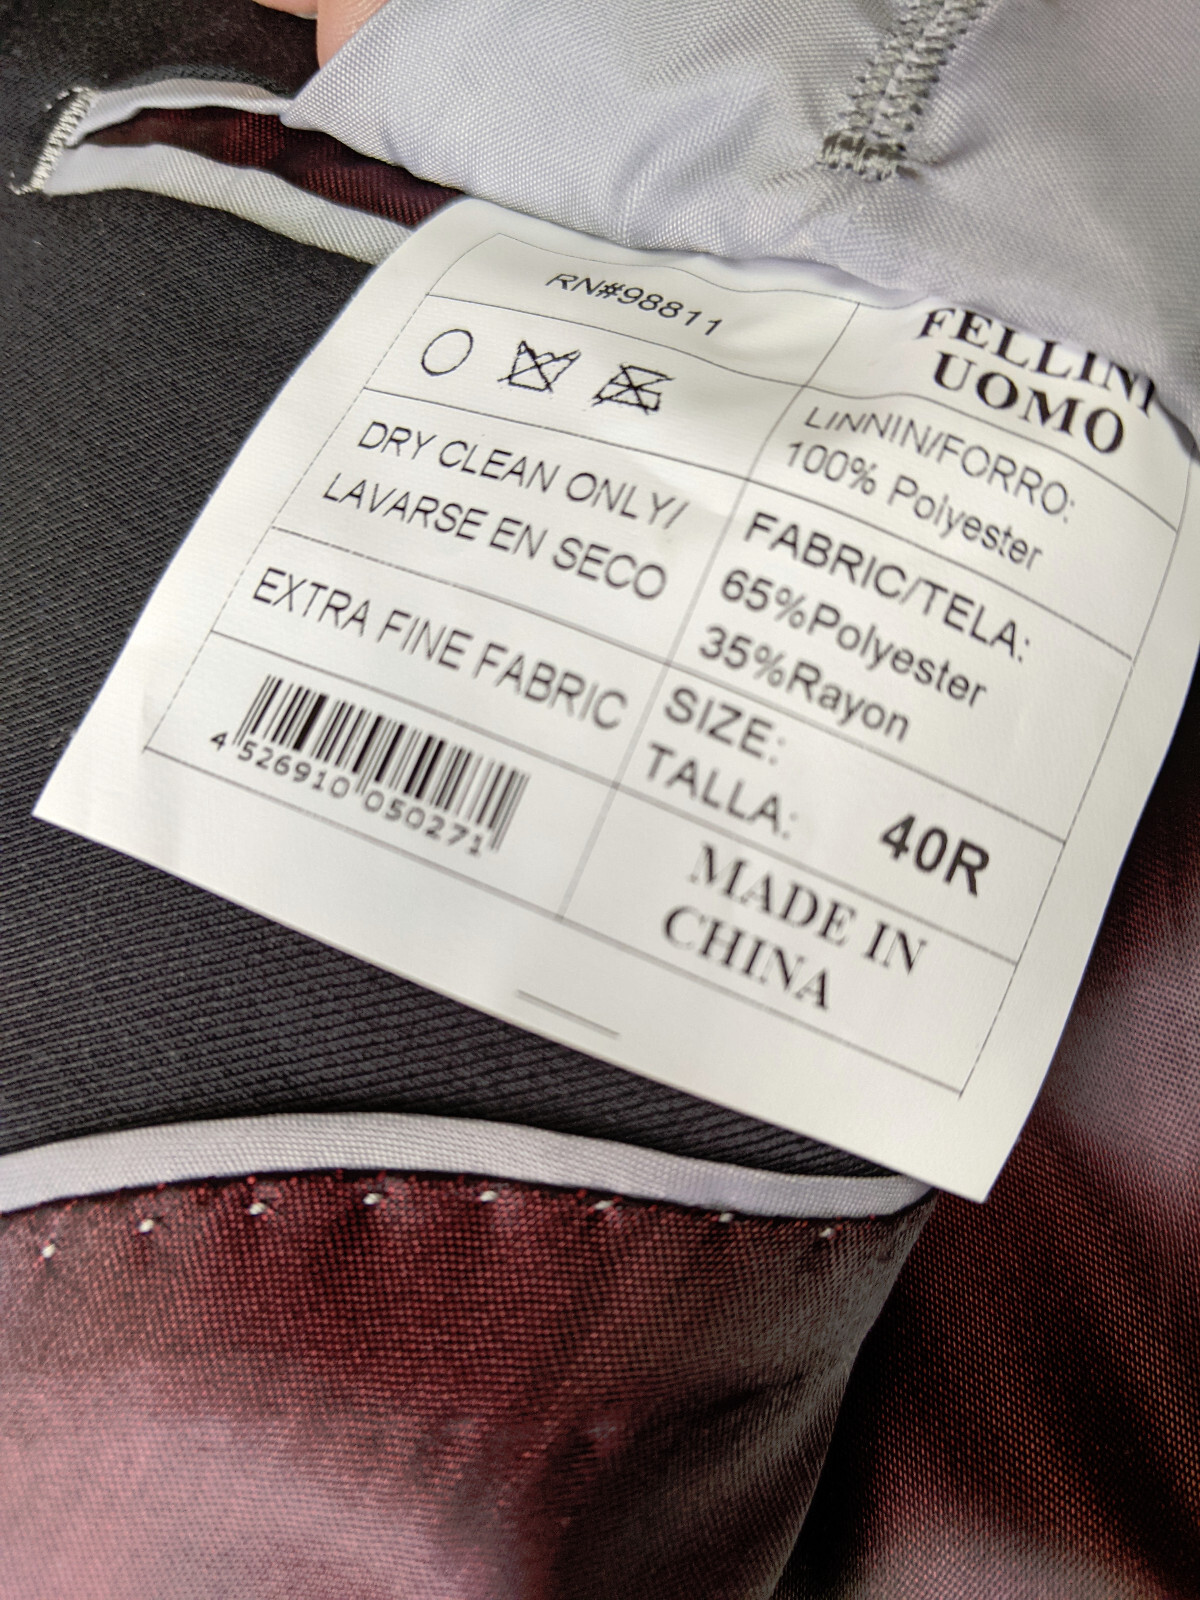 RN#98811
DRY CLEAN ONLY/
LAVARSE EN SECO
EXTRA FINE FABRIC
4 526910 050271
FELLINI
UOMO
LINNIN/FORRO:
100% Polyester
FABRIC/TELA:
65%Polyester
35%Rayon
SIZE:
TALLA: 40R
MADE IN
CHINA